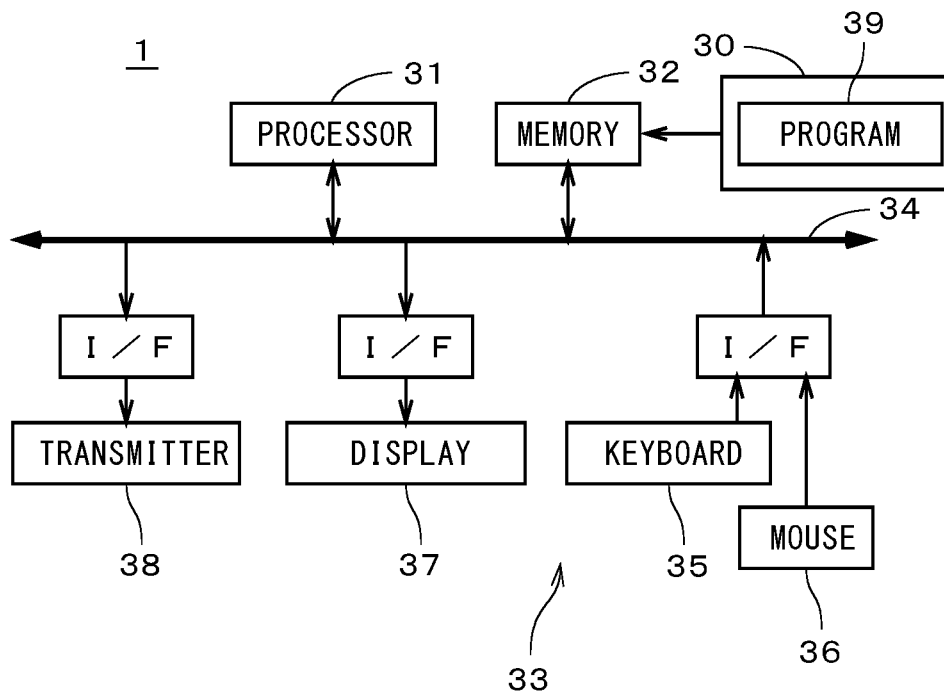 1
31
32
30
39
PROCESSOR
MEMORY
PROGRAM
34
I／F
I／F
I／F
TRANSMITTER
DISPLAY
KEYBOARD
38
37
35
MOUSE
33
36